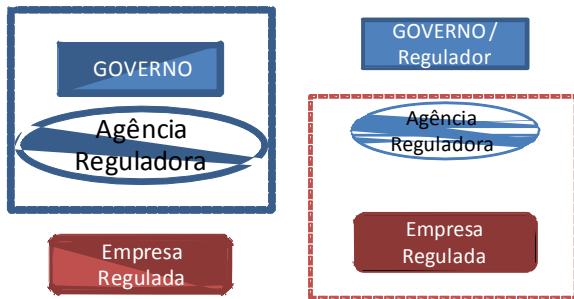 GOVERNO
Agência
Reguladora
Empresa
Regulada
GOVERNO /
Regulador
Agência
Reguladora
Empresa
Regulada